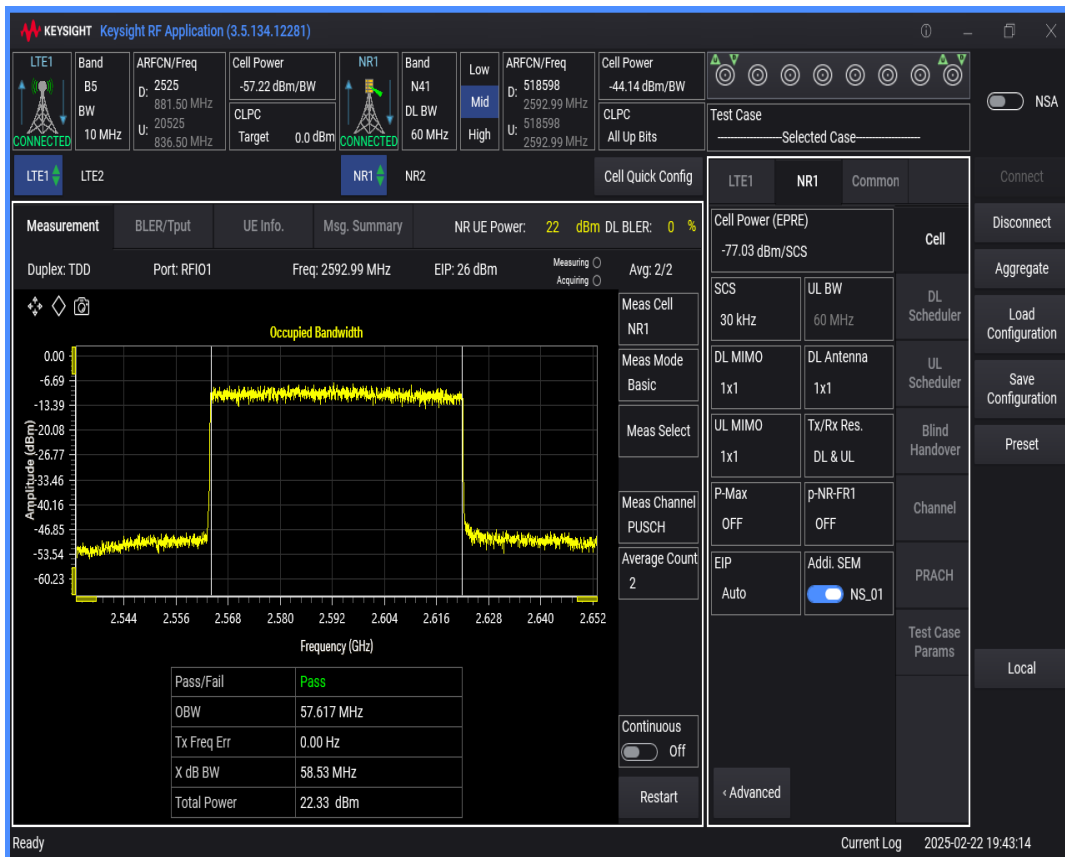 KEYSIGHT Keysight RF Application (3.5.134.12281)
LTE1
CONNECTED
Band
B5
BW
10 MHz
ARFCN/Freq
D: 2525
881.50 MHz
U: 20525
836.50 MHz
Cell Power
-57.22 dBm/BW
CLPC
Target 0.0 dBm
NR1
CONNECTED
Band
N41
DL BW
60 MHz
Low
Mid
High
ARFCN/Freq
D: 518598
2592.99 MHz
U: 518598
2592.99 MHz
Cell Power
-44.14 dBm/BW
CLPC
All Up Bits
Test Case
Selected Case
NSA
LTE1 LTE2 NR1 NR2 Cell Quick Config
Measurement BLER/Tput UE Info. Msg. Summary NR UE Power: 22 dBm DL BLER: 0 %
Duplex: TDD Port: RFIO1 Freq: 2592.99 MHz EIP: 26 dBm Measuring Avg: 2/2
Acquiring
Occupied Bandwidth
Amplitude (dBm)
0.00
-6.69
-13.39
-20.08
-26.77
-33.46
-40.16
-46.85
-53.54
-60.23
2.544 2.556 2.568 2.580 2.592 2.604 2.616 2.628 2.640 2.652
Frequency (GHz)
Pass/Fail Pass
OBW 57.617 MHz
Tx Freq Err 0.00 Hz
X dB BW 58.53 MHz
Total Power 22.33 dBm
Meas Cell
NR1
Meas Mode
Basic
Meas Select
Meas Channel
PUSCH
Average Count
2
Continuous
Off
Restart
LTE1 NR1 Common
Cell Power (EPRE)
-77.03 dBm/SCS
SCS
30 kHz
UL BW
60 MHz
DL MIMO
1x1
DL Antenna
1x1
UL MIMO
1x1
Tx/Rx Res.
DL & UL
P-Max
OFF
p-NR-FR1
OFF
EIP
Auto
Addi. SEM
NS_01
‹ Advanced
Cell
DL
Scheduler
UL
Scheduler
Blind
Handover
Channel
PRACH
Test Case
Params
Connect
Disconnect
Aggregate
Load
Configuration
Save
Configuration
Preset
Local
Ready Current Log 2025-02-22 19:43:14